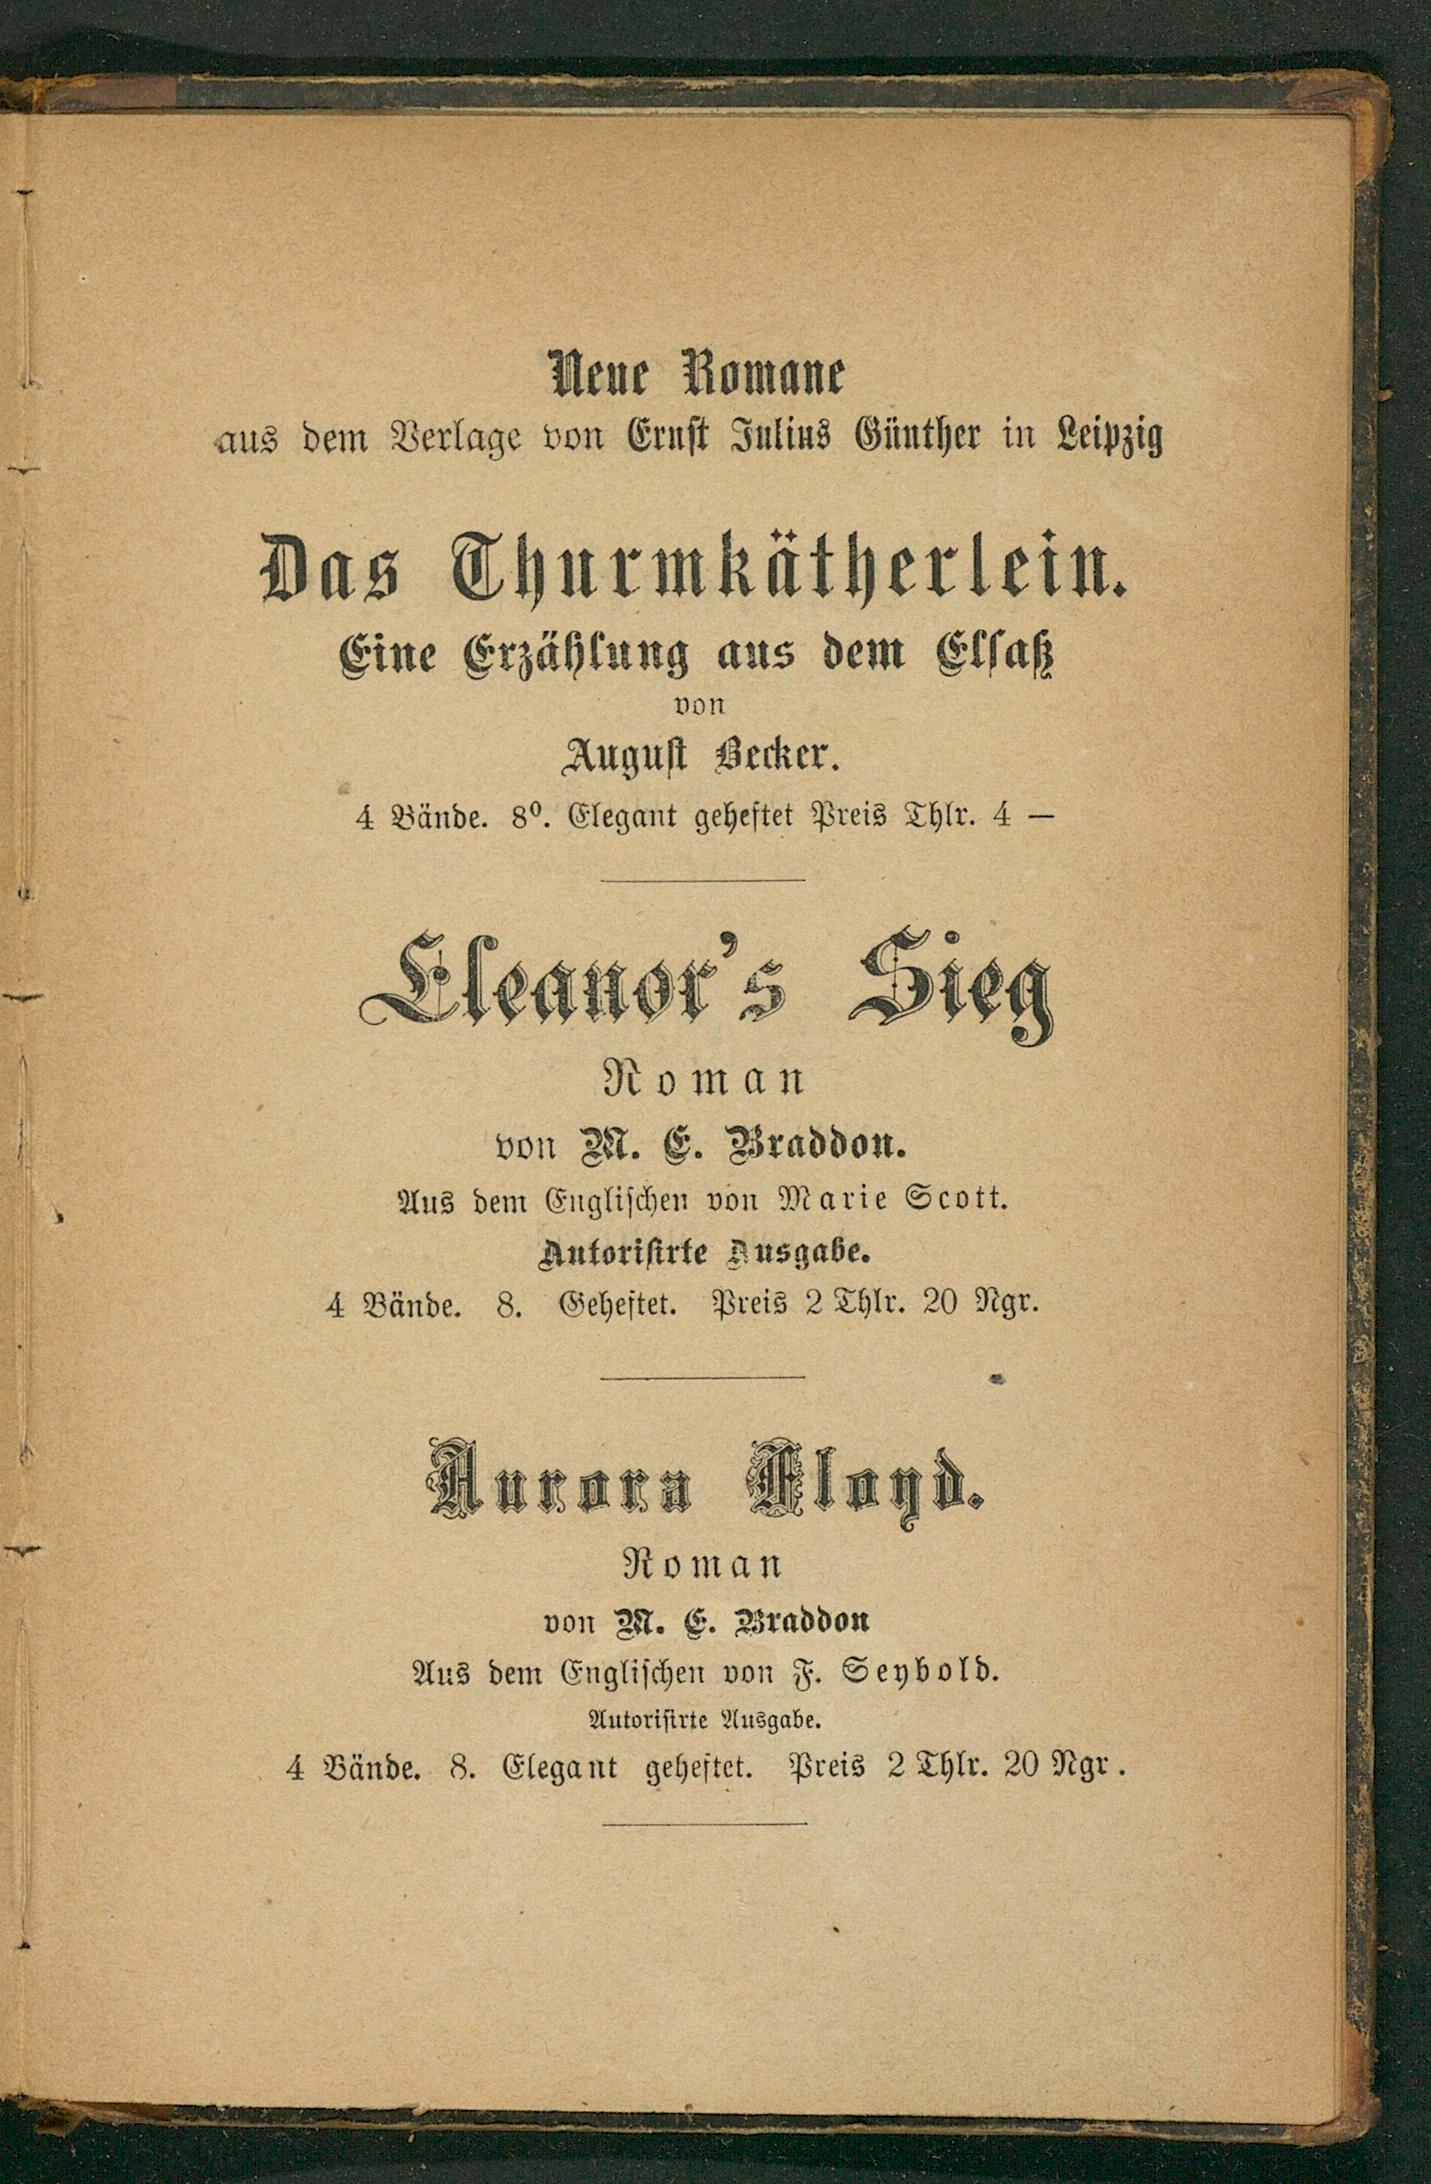 Neue Romane
aus dem Verlage von Ernst Julius Günther in Leipzig
Das Thurmkätherlein.
Eine Erzählung aus dem Elsaß
von
August Becker.
4 Bände. 8⁰. Elegant geheftet Preis Thlr. 4 —
Eleanor's Sieg
Roman
von M. E. Braddon.
Aus dem Englischen von Marie Scott.
Autorisirte Ausgabe.
4 Bände. 8. Geheftet. Preis 2 Thlr. 20 Ngr.
Aurora Floyd.
Roman
von M. E. Braddon
Aus dem Englischen von F. Seybold.
Autorisirte Ausgabe.
4 Bände. 8. Elegant geheftet. Preis 2 Thlr. 20 Ngr.